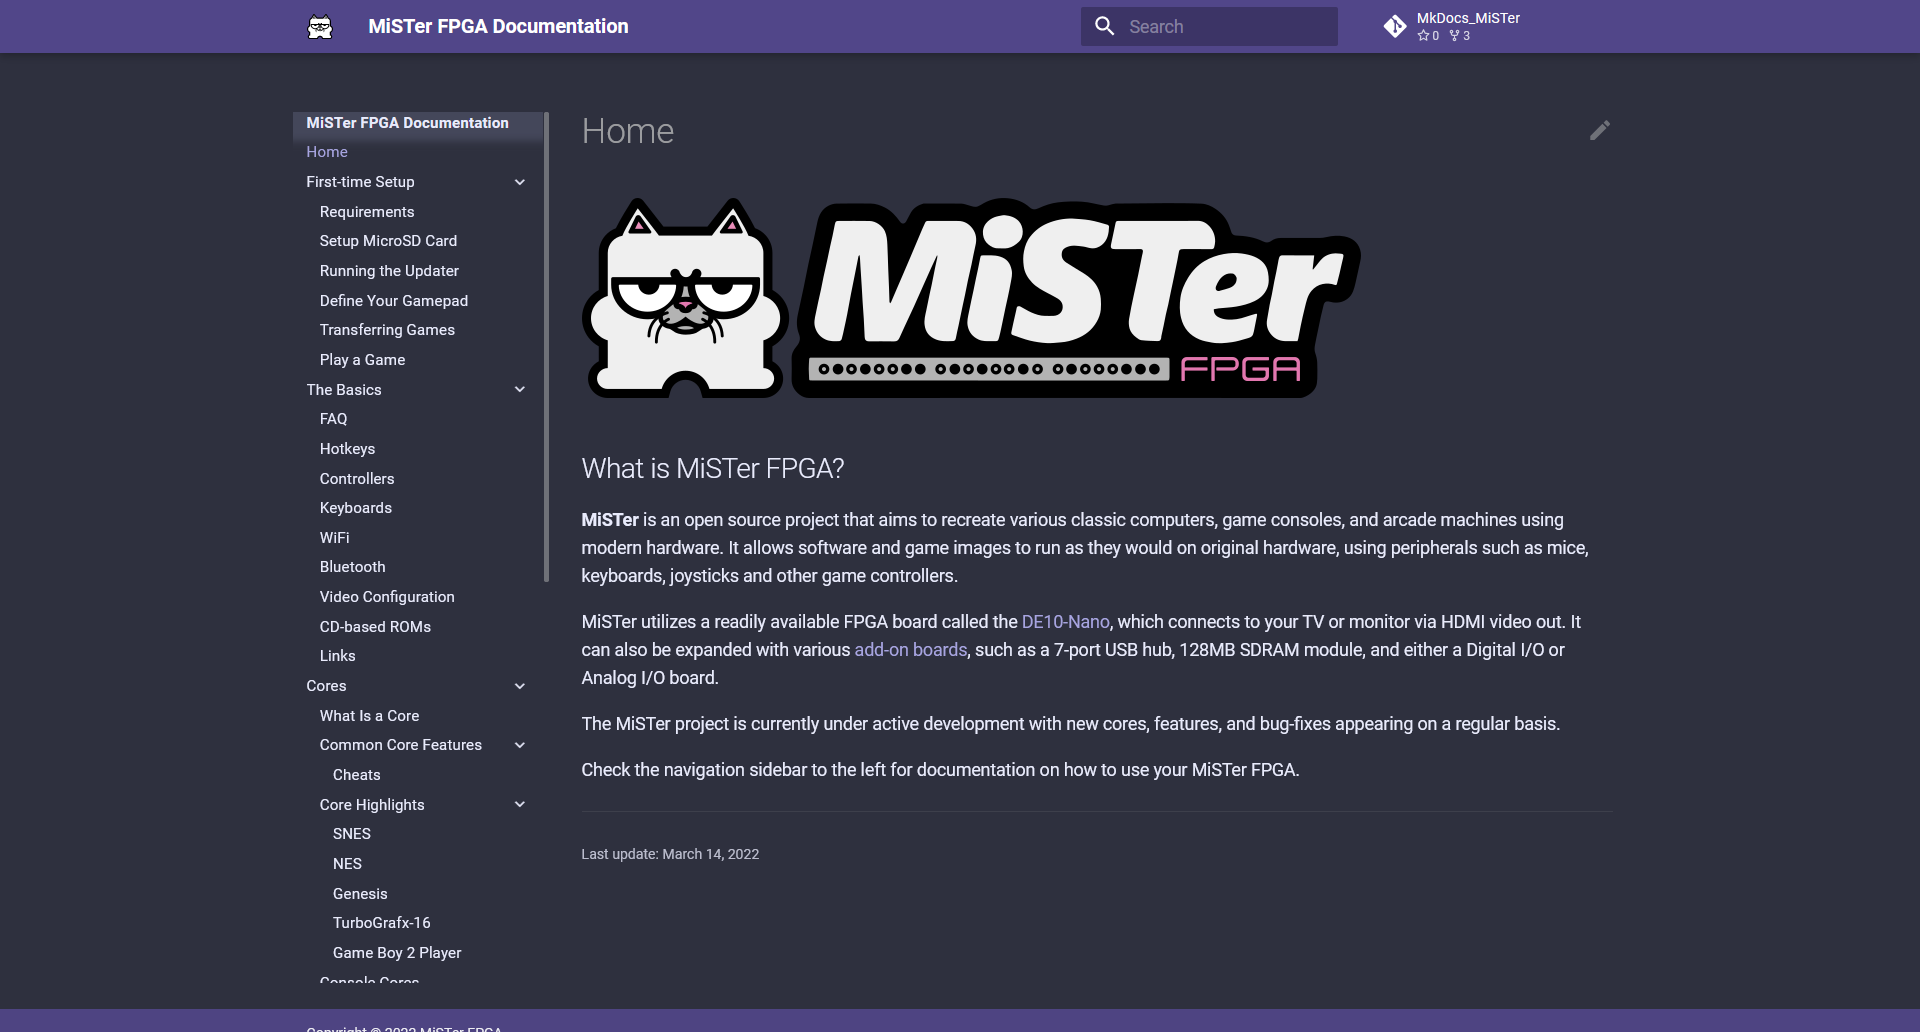 MiSTer FPGA Documentation
Search
MkDocs_MiSTer
0 3
MiSTer FPGA Documentation
Home
First-time Setup
Requirements
Setup MicroSD Card
Running the Updater
Define Your Gamepad
Transferring Games
Play a Game
The Basics
FAQ
Hotkeys
Controllers
Keyboards
WiFi
Bluetooth
Video Configuration
CD-based ROMs
Links
Cores
What Is a Core
Common Core Features
Cheats
Core Highlights
SNES
NES
Genesis
TurboGrafx-16
Game Boy 2 Player
Console Cores
Home
MiSTer
FPGA
What is MiSTer FPGA?
MiSTer is an open source project that aims to recreate various classic computers, game consoles, and arcade machines using
modern hardware. It allows software and game images to run as they would on original hardware, using peripherals such as mice,
keyboards, joysticks and other game controllers.
MiSTer utilizes a readily available FPGA board called the DE10-Nano, which connects to your TV or monitor via HDMI video out. It
can also be expanded with various add-on boards, such as a 7-port USB hub, 128MB SDRAM module, and either a Digital I/O or
Analog I/O board.
The MiSTer project is currently under active development with new cores, features, and bug-fixes appearing on a regular basis.
Check the navigation sidebar to the left for documentation on how to use your MiSTer FPGA.
Last update: March 14, 2022
Copyright © 2022 MiSTer FPGA